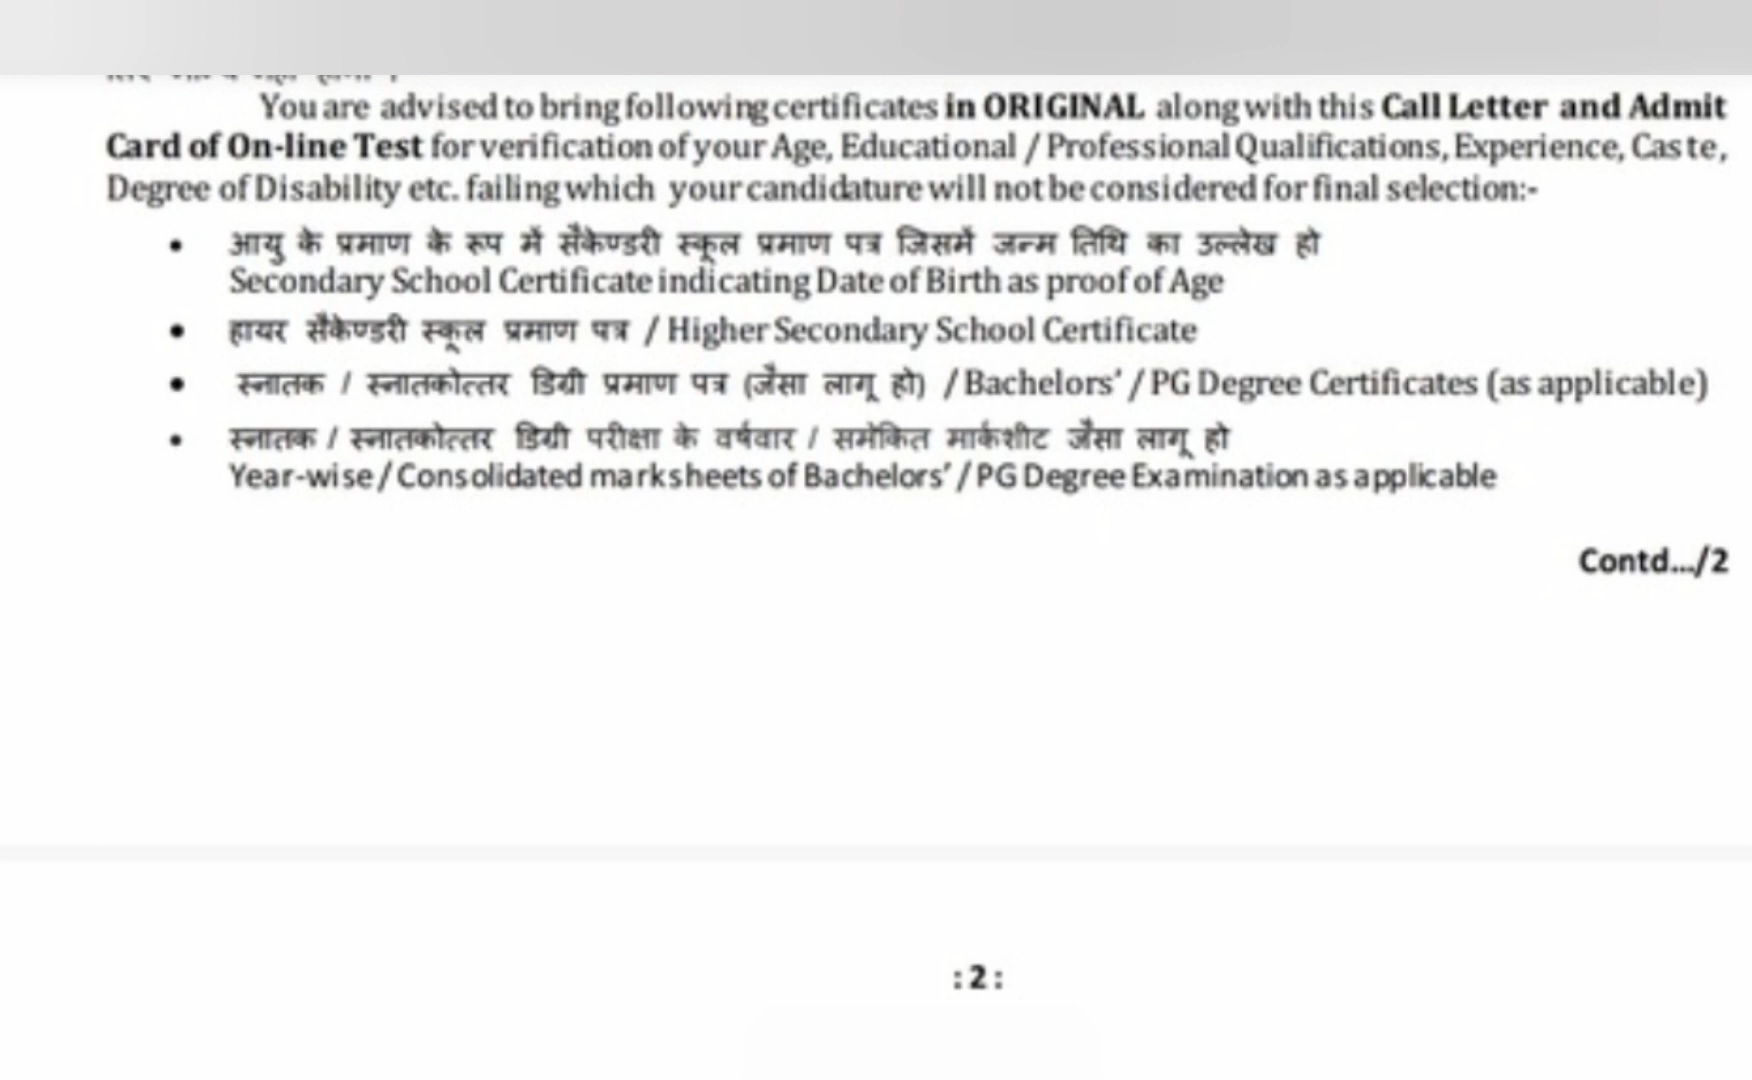 You are advised to bring following certificates in ORIGINAL along with this Call Letter and Admit
Card of On-line Test for verification of your Age, Educational / Professional Qualifications, Experience, Caste,
Degree of Disability etc. failing which your candidature will not be considered for final selection:-
• आयु के प्रमाण के रूप में सैकेण्डरी स्कूल प्रमाण पत्र जिसमें जन्म तिथि का उल्लेख हो
Secondary School Certificate indicating Date of Birth as proof of Age
• हायर सैकेण्डरी स्कूल प्रमाण पत्र / Higher Secondary School Certificate
• स्नातक / स्नातकोत्तर डिग्री प्रमाण पत्र (जैसा लागू हो) / Bachelors' / PG Degree Certificates (as applicable)
• स्नातक / स्नातकोत्तर डिग्री परीक्षा के वर्षवार / समेकित मार्कशीट जैसा लागू हो
Year-wise / Consolidated marksheets of Bachelors' / PG Degree Examination as applicable
Contd.../2
: 2 :